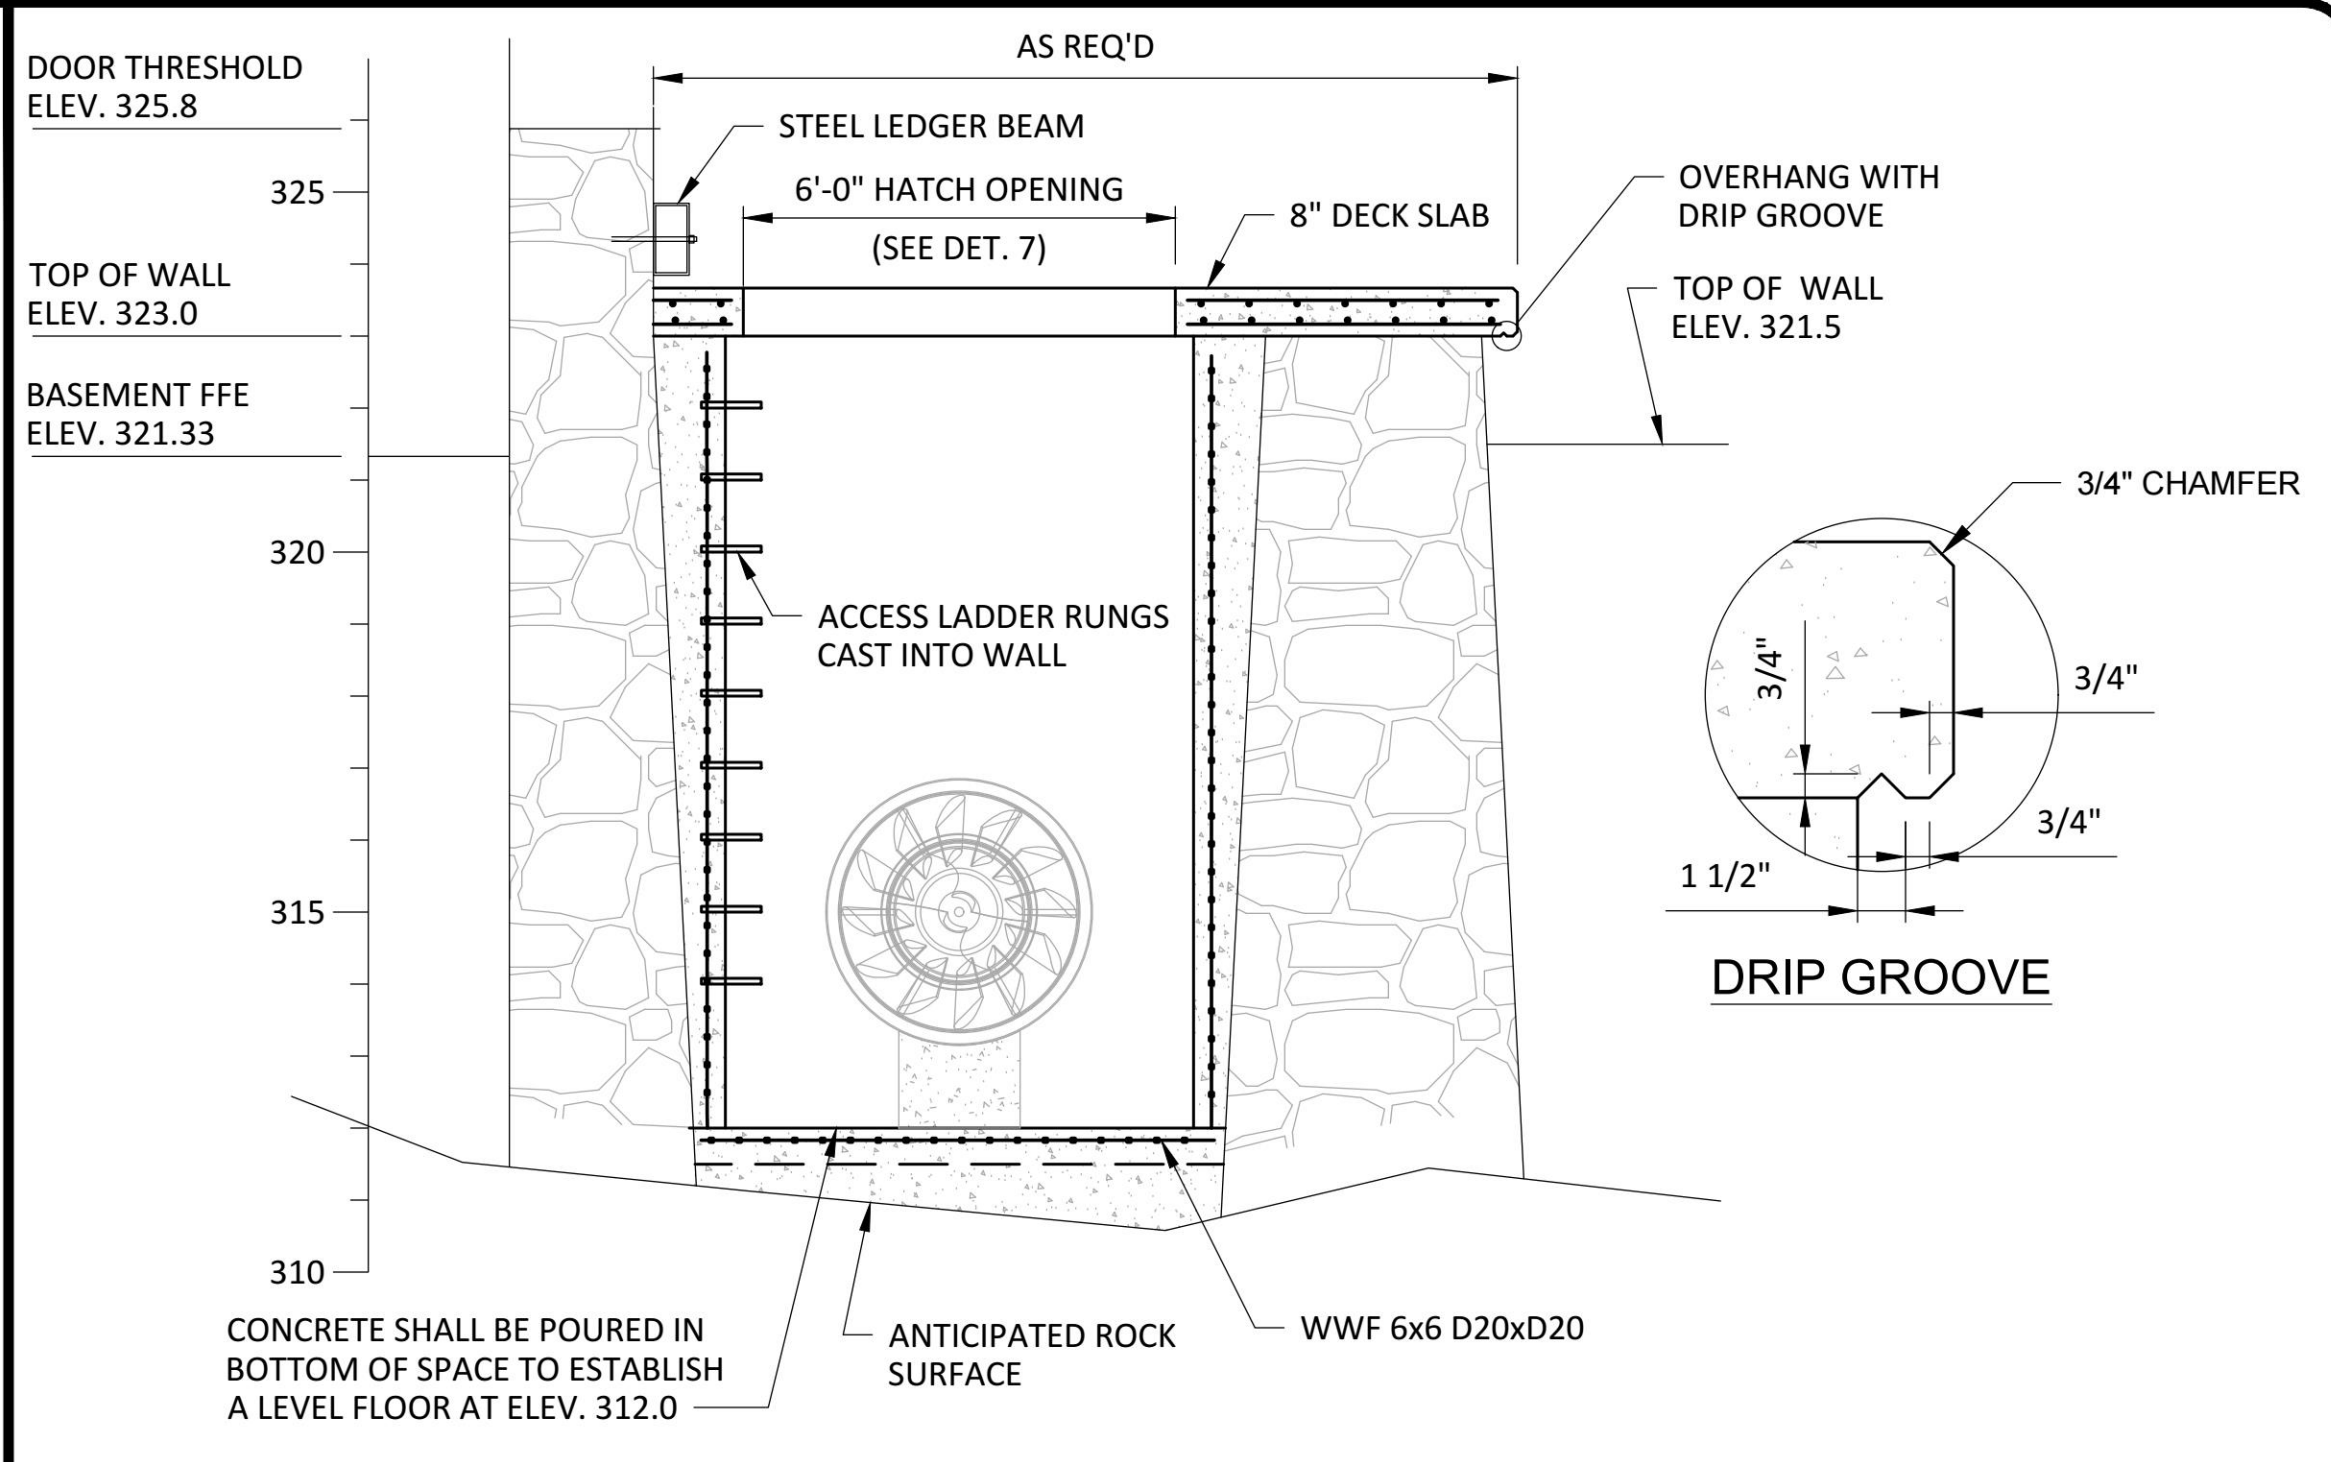 DOOR THRESHOLD
ELEV. 325.8
325
TOP OF WALL
ELEV. 323.0
BASEMENT FFE
ELEV. 321.33
320
315
310
AS REQ'D
STEEL LEDGER BEAM
6'-0" HATCH OPENING
(SEE DET. 7)
8" DECK SLAB
OVERHANG WITH
DRIP GROOVE
TOP OF WALL
ELEV. 321.5
ACCESS LADDER RUNGS
CAST INTO WALL
3/4" CHAMFER
3/4"
3/4"
3/4"
1 1/2"
DRIP GROOVE
CONCRETE SHALL BE POURED IN
BOTTOM OF SPACE TO ESTABLISH
A LEVEL FLOOR AT ELEV. 312.0
ANTICIPATED ROCK
SURFACE
WWF 6x6 D20xD20